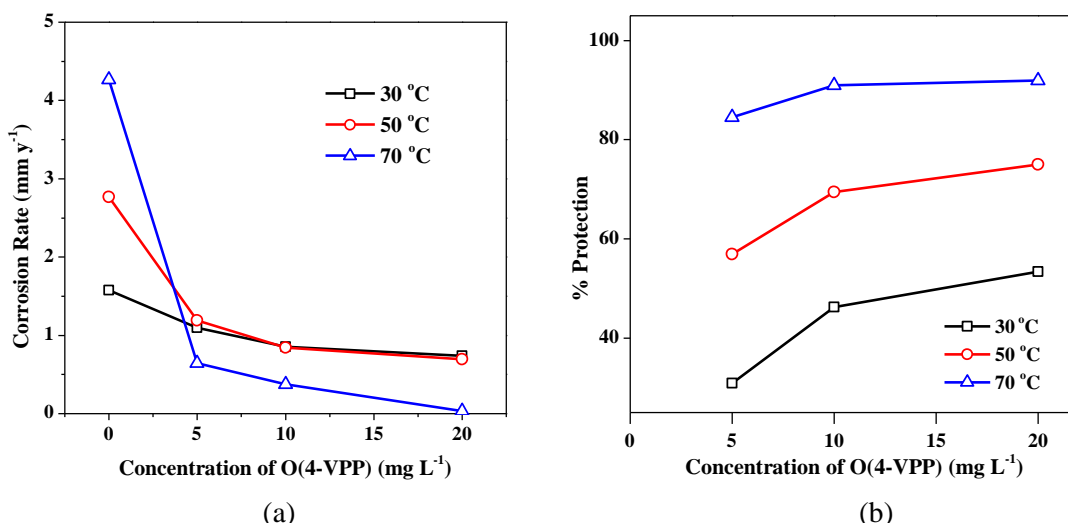 5
4
3
2
1
0
0
5
10
15
20
Corrosion Rate (mm y⁻¹)
30 °C
50 °C
70 °C
Concentration of O(4-VPP) (mg L⁻¹)
(a)
100
80
60
40
0
5
10
15
20
% Protection
30 °C
50 °C
70 °C
Concentration of O(4-VPP) (mg L⁻¹)
(b)